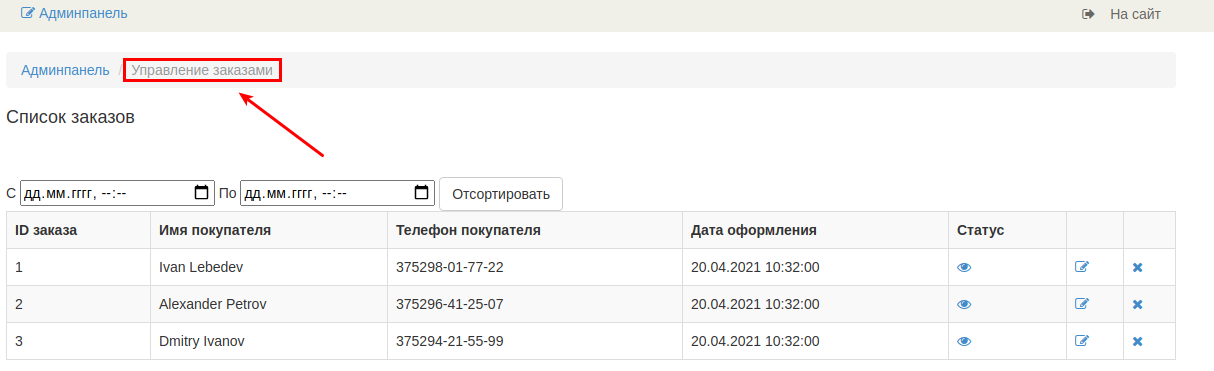 Админпанель На сайт
Админпанель / Управление заказами
Список заказов
С дд.мм.гггг, --:-- По дд.мм.гггг, --:-- Отсортировать
ID заказа Имя покупателя Телефон покупателя Дата оформления Статус
1 Ivan Lebedev 375298-01-77-22 20.04.2021 10:32:00
2 Alexander Petrov 375296-41-25-07 20.04.2021 10:32:00
3 Dmitry Ivanov 375294-21-55-99 20.04.2021 10:32:00